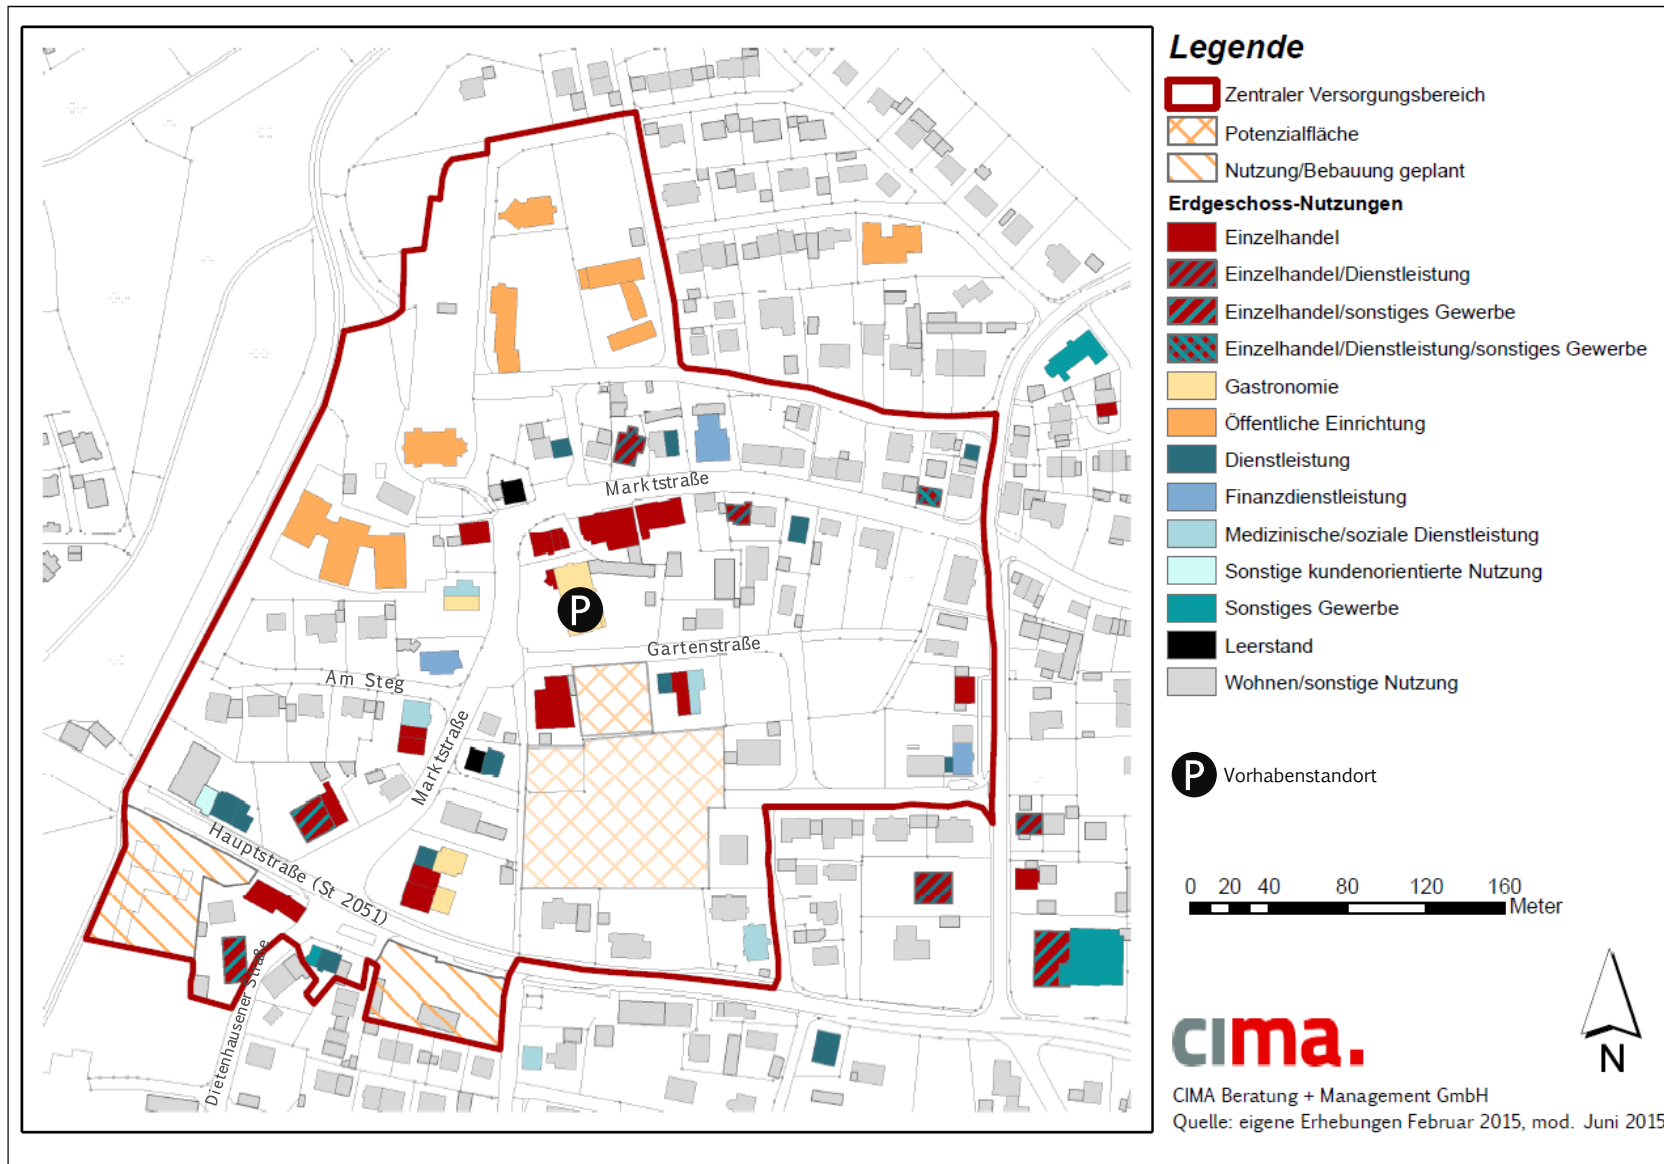 Legende
Zentraler Versorgungsbereich
Potenzialfläche
Nutzung/Bebauung geplant
Erdgeschoss-Nutzungen
Einzelhandel
Einzelhandel/Dienstleistung
Einzelhandel/sonstiges Gewerbe
Einzelhandel/Dienstleistung/sonstiges Gewerbe
Gastronomie
Öffentliche Einrichtung
Dienstleistung
Finanzdienstleistung
Medizinische/soziale Dienstleistung
Sonstige kundenorientierte Nutzung
Sonstiges Gewerbe
Leerstand
Wohnen/sonstige Nutzung
P Vorhabenstandort
0 20 40 80 120 160
Meter
N
cima.
CIMA Beratung + Management GmbH
Quelle: eigene Erhebungen Februar 2015, mod. Juni 2015
Marktstraße
P
Gartenstraße
Am Steg
Marktstraße
Hauptstraße (St 2051)
Dietenhausener Straße